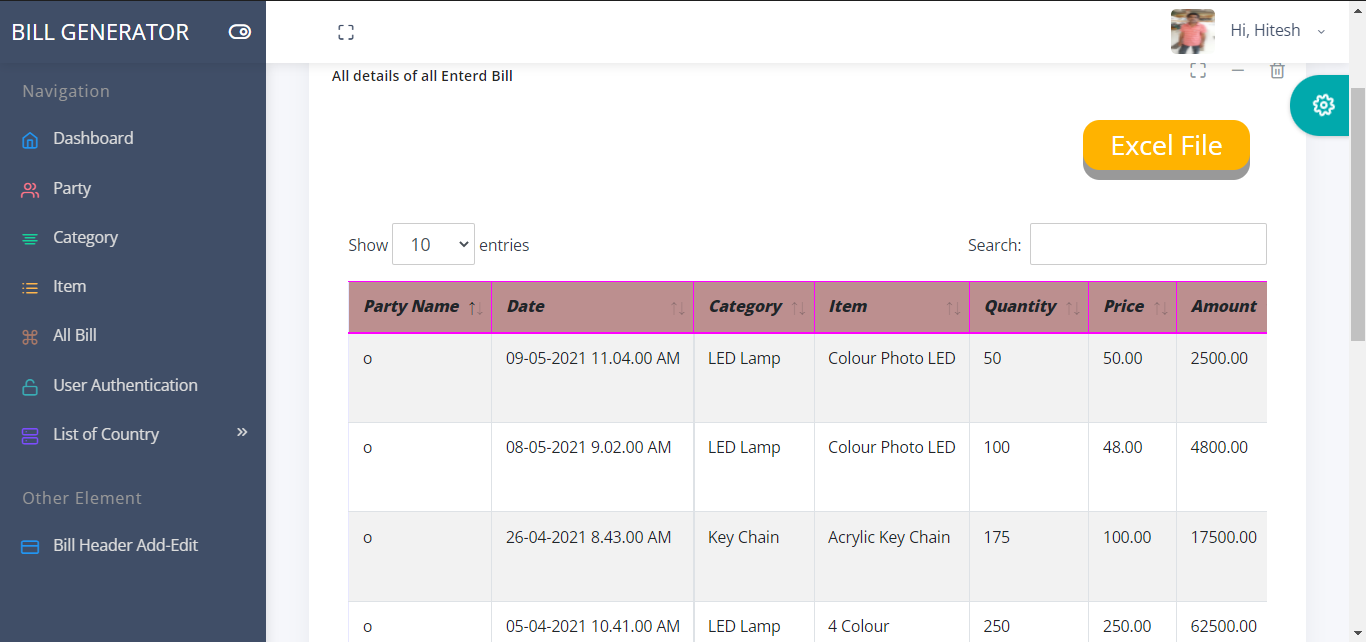 BILL GENERATOR
Hi, Hitesh
Navigation
Dashboard
Party
Category
Item
All Bill
User Authentication
List of Country
Other Element
Bill Header Add-Edit
All details of all Enterd Bill
Excel File
Show 10 entries Search:
Party Name Date Category Item Quantity Price Amount
o 09-05-2021 11.04.00 AM LED Lamp Colour Photo LED 50 50.00 2500.00
o 08-05-2021 9.02.00 AM LED Lamp Colour Photo LED 100 48.00 4800.00
o 26-04-2021 8.43.00 AM Key Chain Acrylic Key Chain 175 100.00 17500.00
o 05-04-2021 10.41.00 AM LED Lamp 4 Colour 250 250.00 62500.00